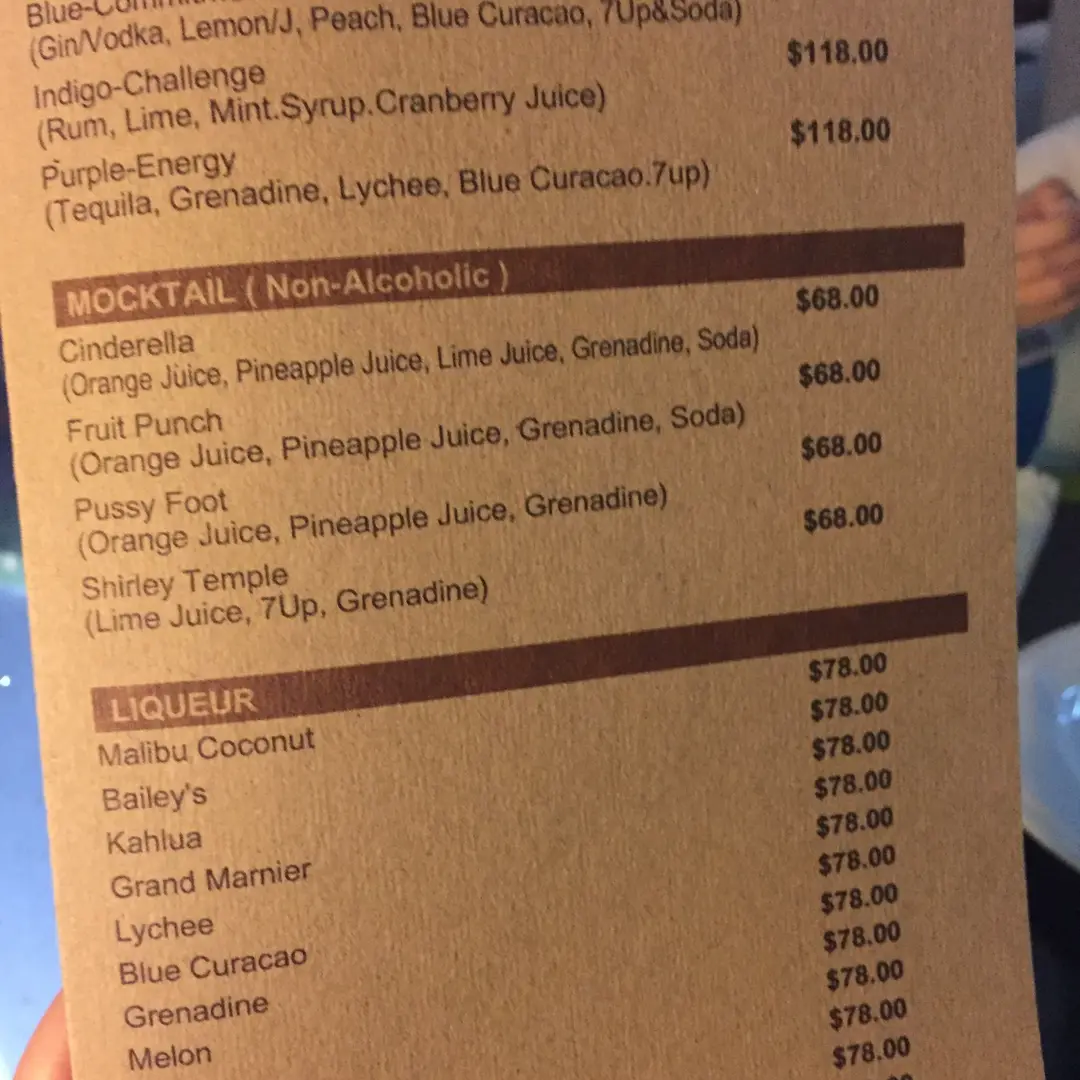 (Gin/Vodka, Lemon/J, Peach, Blue Curacao, 7Up&Soda)
Indigo-Challenge $118.00
(Rum, Lime, Mint.Syrup.Cranberry Juice)
Purple-Energy $118.00
(Tequila, Grenadine, Lychee, Blue Curacao.7up)
MOCKTAIL ( Non-Alcoholic )
Cinderella $68.00
(Orange Juice, Pineapple Juice, Lime Juice, Grenadine, Soda)
Fruit Punch $68.00
(Orange Juice, Pineapple Juice, Grenadine, Soda)
Pussy Foot $68.00
(Orange Juice, Pineapple Juice, Grenadine)
Shirley Temple $68.00
(Lime Juice, 7Up, Grenadine)
LIQUEUR
Malibu Coconut $78.00
Bailey's $78.00
Kahlua $78.00
Grand Marnier $78.00
Lychee $78.00
Blue Curacao $78.00
Grenadine $78.00
Melon $78.00
$78.00
$78.00
$78.00